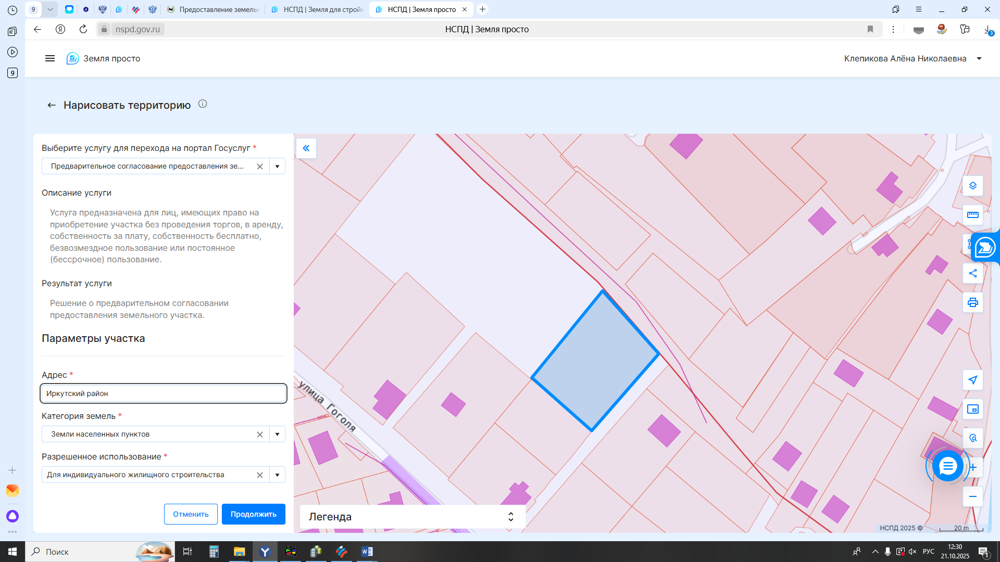 9
Предоставление земельн
НСПД | Земля для стройк
НСПД | Земля просто
nspd.gov.ru
НСПД | Земля просто
3
9
Земля просто
Клепикова Алёна Николаевна
Нарисовать территорию
Выберите услугу для перехода на портал Госуслуг *
Предварительное согласование предоставления зе...
Описание услуги
Услуга предназначена для лиц, имеющих право на
приобретение участка без проведения торгов, в аренду,
собственность за плату, собственность бесплатно,
безвозмездное пользование или постоянное
(бессрочное) пользование.
Результат услуги
Решение о предварительном согласовании
предоставления земельного участка.
Параметры участка
Адрес *
Иркутский район
Категория земель *
Земли населенных пунктов
Разрешенное использование *
Для индивидуального жилищного строительства
Отменить
Продолжить
улица Гоголя
Легенда
НСПД 2025 ©
20 m
Поиск
РУС
12:30
21.10.2025
1